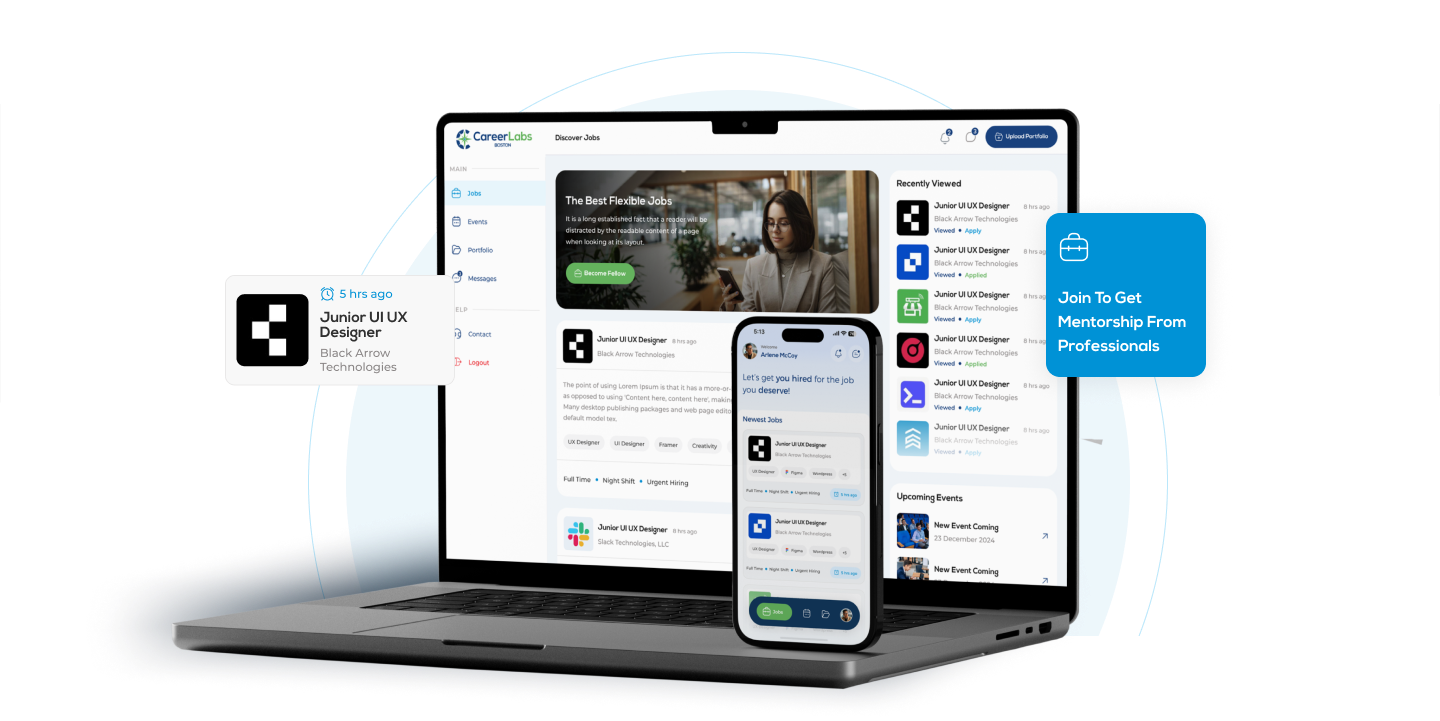 CareerLabs
BOSTON
Discover Jobs
2
3
Upload Portfolio
MAIN
Jobs
Events
Portfolio
Messages
Contact
Logout
5 hrs ago
Junior UI UX
Designer
Black Arrow
Technologies
The Best Flexible Jobs
It is a long established fact that a reader will be
distracted by the readable content of a page
when looking at its layout.
Become Fellow
Junior UI UX Designer 8 hrs ago
Black Arrow Technologies
The point of using Lorem Ipsum is that it has a more-or-
as opposed to using 'Content here, content here', makin
Many desktop publishing packages and web page edito
default model tex.
UX Designer UI Designer Framer Creativity
Full Time • Night Shift • Urgent Hiring
Junior UI UX Designer 8 hrs ago
Slack Technologies, LLC
5:13
Welcome
Arlene McCoy
Let's get you hired for the job
you deserve!
Newest Jobs
Junior UI UX Designer
Black Arrow Technologies
UX Designer Figma Wordpress +5
Full Time • Night Shift • Urgent Hiring 5 hrs ago
Junior UI UX Designer
Black Arrow Technologies
UX Designer Figma Wordpress +5
Full Time • Night Shift • Urgent Hiring 5 hrs ago
Jobs
Recently Viewed
Junior UI UX Designer 8 hrs ago
Black Arrow Technologies
Viewed • Apply
Junior UI UX Designer 8 hrs ago
Black Arrow Technologies
Viewed • Applied
Junior UI UX Designer 8 hrs ago
Black Arrow Technologies
Viewed • Apply
Junior UI UX Designer 8 hrs ago
Black Arrow Technologies
Viewed • Applied
Junior UI UX Designer 8 hrs ago
Black Arrow Technologies
Viewed • Apply
Junior UI UX Designer 8 hrs ago
Black Arrow Technologies
Viewed • Apply
Upcoming Events
New Event Coming
23 December 2024
New Event Coming
Join To Get
Mentorship From
Professionals